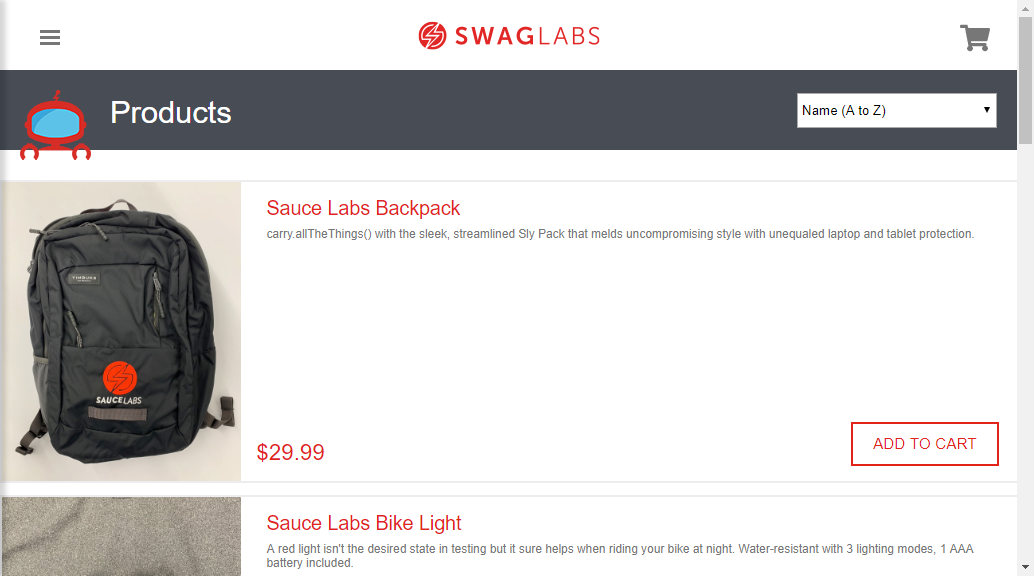 SWAGLABS
Products
Name (A to Z)
Sauce Labs Backpack
carry.allTheThings() with the sleek, streamlined Sly Pack that melds uncompromising style with unequaled laptop and tablet protection.
SAUCELABS
$29.99
ADD TO CART
Sauce Labs Bike Light
A red light isn't the desired state in testing but it sure helps when riding your bike at night. Water-resistant with 3 lighting modes, 1 AAA
battery included.